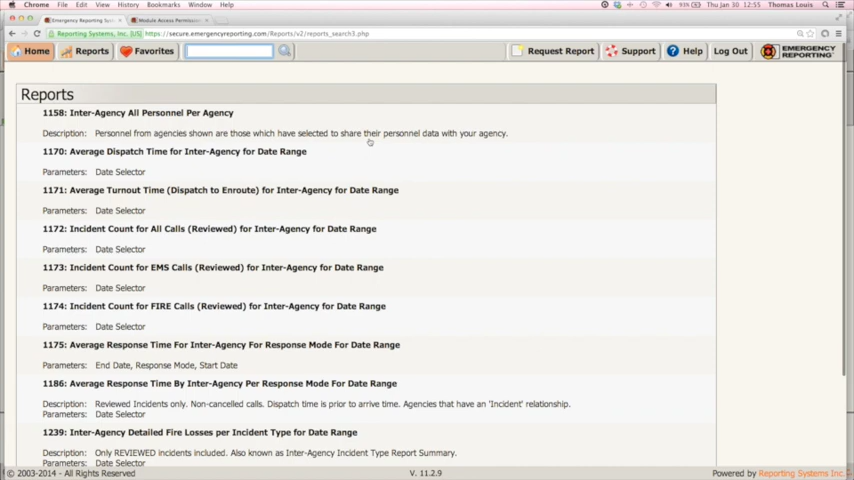 Chrome File Edit View History Bookmarks Window Help 93% Thu Jan 30 12:55 Thomas Louis
Emergency Reporting Syst Module Access Permission
Reporting Systems, Inc. [US] https://secure.emergencyreporting.com/Reports/v2/reports_search3.php
Home Reports Favorites Request Report Support Help Log Out EMERGENCY REPORTING
Reports
1158: Inter-Agency All Personnel Per Agency
Description: Personnel from agencies shown are those which have selected to share their personnel data with your agency.
1170: Average Dispatch Time for Inter-Agency for Date Range
Parameters: Date Selector
1171: Average Turnout Time (Dispatch to Enroute) for Inter-Agency for Date Range
Parameters: Date Selector
1172: Incident Count for All Calls (Reviewed) for Inter-Agency for Date Range
Parameters: Date Selector
1173: Incident Count for EMS Calls (Reviewed) for Inter-Agency for Date Range
Parameters: Date Selector
1174: Incident Count for FIRE Calls (Reviewed) for Inter-Agency for Date Range
Parameters: Date Selector
1175: Average Response Time For Inter-Agency For Response Mode For Date Range
Parameters: End Date, Response Mode, Start Date
1186: Average Response Time By Inter-Agency Per Response Mode For Date Range
Description: Reviewed Incidents only. Non-cancelled calls. Dispatch time is prior to arrive time. Agencies that have an 'Incident' relationship.
Parameters: Date Selector
1239: Inter-Agency Detailed Fire Losses per Incident Type for Date Range
Description: Only REVIEWED incidents included. Also known as Inter-Agency Incident Type Report Summary.
Parameters: Date Selector
© 2003-2014 - All Rights Reserved V. 11.2.9 Powered by Reporting Systems Inc.